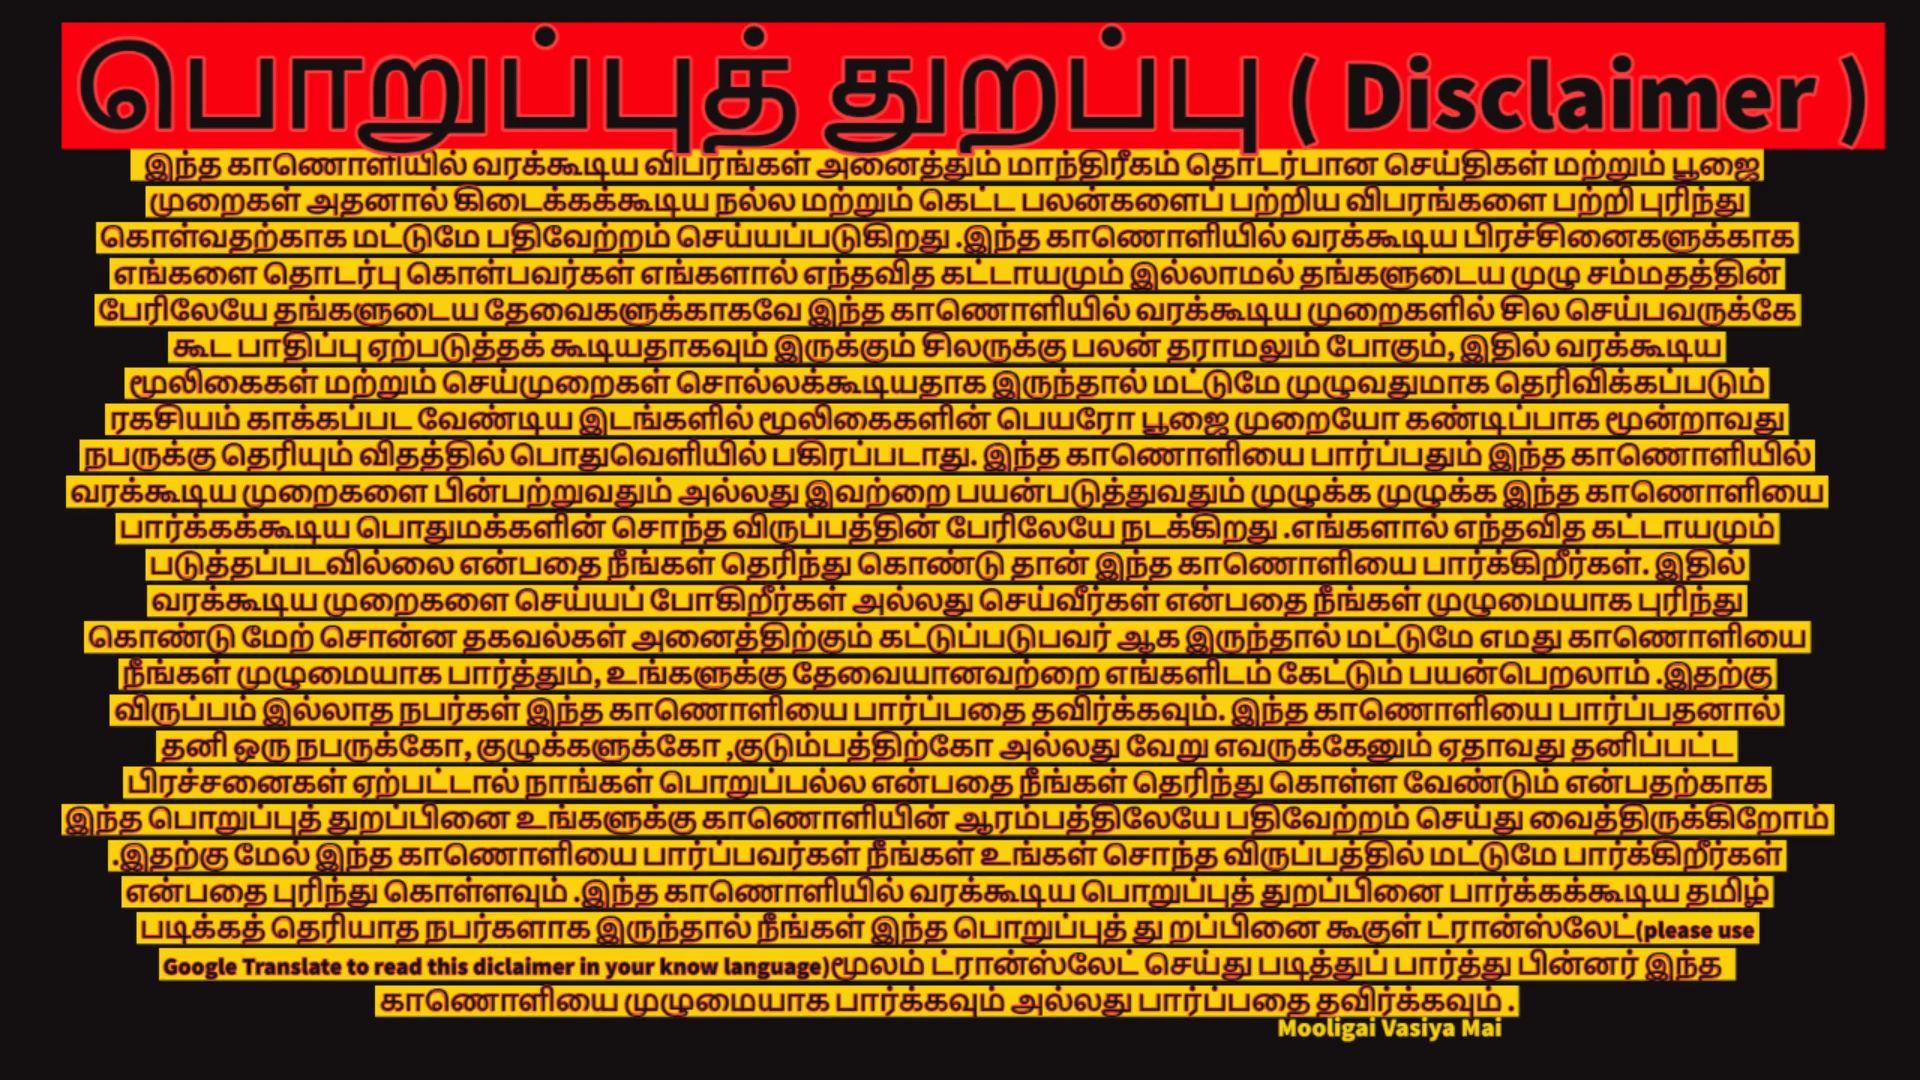 பொறுப்புத் துறப்பு ( Disclaimer )
இந்த காணொளியில் வரக்கூடிய விபரங்கள் அனைத்தும் மாந்திரீகம் தொடர்பான செய்திகள் மற்றும் பூஜை
முறைகள் அதனால் கிடைக்கக்கூடிய நல்ல மற்றும் கெட்ட பலன்களைப் பற்றிய விபரங்களை பற்றி புரிந்து
கொள்வதற்காக மட்டுமே பதிவேற்றம் செய்யப்படுகிறது .இந்த காணொளியில் வரக்கூடிய பிரச்சினைகளுக்காக
எங்களை தொடர்பு கொள்பவர்கள் எங்களால் எந்தவித கட்டாயமும் இல்லாமல் தங்களுடைய முழு சம்மதத்தின்
பேரிலேயே தங்களுடைய தேவைகளுக்காகவே இந்த காணொளியில் வரக்கூடிய முறைகளில் சில செய்பவருக்கே
கூட பாதிப்பு ஏற்படுத்தக் கூடியதாகவும் இருக்கும் சிலருக்கு பலன் தராமலும் போகும், இதில் வரக்கூடிய
மூலிகைகள் மற்றும் செய்முறைகள் சொல்லக்கூடியதாக இருந்தால் மட்டுமே முழுவதுமாக தெரிவிக்கப்படும்
ரகசியம் காக்கப்பட வேண்டிய இடங்களில் மூலிகைகளின் பெயரோ பூஜை முறையோ கண்டிப்பாக மூன்றாவது
நபருக்கு தெரியும் விதத்தில் பொதுவெளியில் பகிரப்படாது. இந்த காணொளியை பார்ப்பதும் இந்த காணொளியில்
வரக்கூடிய முறைகளை பின்பற்றுவதும் அல்லது இவற்றை பயன்படுத்துவதும் முழுக்க முழுக்க இந்த காணொளியை
பார்க்கக்கூடிய பொதுமக்களின் சொந்த விருப்பத்தின் பேரிலேயே நடக்கிறது .எங்களால் எந்தவித கட்டாயமும்
படுத்தப்படவில்லை என்பதை நீங்கள் தெரிந்து கொண்டு தான் இந்த காணொளியை பார்க்கிறீர்கள். இதில்
வரக்கூடிய முறைகளை செய்யப் போகிறீர்கள் அல்லது செய்வீர்கள் என்பதை நீங்கள் முழுமையாக புரிந்து
கொண்டு மேற் சொன்ன தகவல்கள் அனைத்திற்கும் கட்டுப்படுபவர் ஆக இருந்தால் மட்டுமே எமது காணொளியை
நீங்கள் முழுமையாக பார்த்தும், உங்களுக்கு தேவையானவற்றை எங்களிடம் கேட்டும் பயன்பெறலாம் .இதற்கு
விருப்பம் இல்லாத நபர்கள் இந்த காணொளியை பார்ப்பதை தவிர்க்கவும். இந்த காணொளியை பார்ப்பதனால்
தனி ஒரு நபருக்கோ, குழுக்களுக்கோ ,குடும்பத்திற்கோ அல்லது வேறு எவருக்கேனும் ஏதாவது தனிப்பட்ட
பிரச்சனைகள் ஏற்பட்டால் நாங்கள் பொறுப்பல்ல என்பதை நீங்கள் தெரிந்து கொள்ள வேண்டும் என்பதற்காக
இந்த பொறுப்புத் துறப்பினை உங்களுக்கு காணொளியின் ஆரம்பத்திலேயே பதிவேற்றம் செய்து வைத்திருக்கிறோம்
.இதற்கு மேல் இந்த காணொளியை பார்ப்பவர்கள் நீங்கள் உங்கள் சொந்த விருப்பத்தில் மட்டுமே பார்க்கிறீர்கள்
என்பதை புரிந்து கொள்ளவும் .இந்த காணொளியில் வரக்கூடிய பொறுப்புத் துறப்பினை பார்க்கக்கூடிய தமிழ்
படிக்கத் தெரியாத நபர்களாக இருந்தால் நீங்கள் இந்த பொறுப்புத் து றப்பினை கூகுள் ட்ரான்ஸ்லேட்(please use
Google Translate to read this diclaimer in your know language)மூலம் ட்ரான்ஸ்லேட் செய்து படித்துப் பார்த்து பின்னர் இந்த
காணொளியை முழுமையாக பார்க்கவும் அல்லது பார்ப்பதை தவிர்க்கவும் .
Mooligai Vasiya Mai